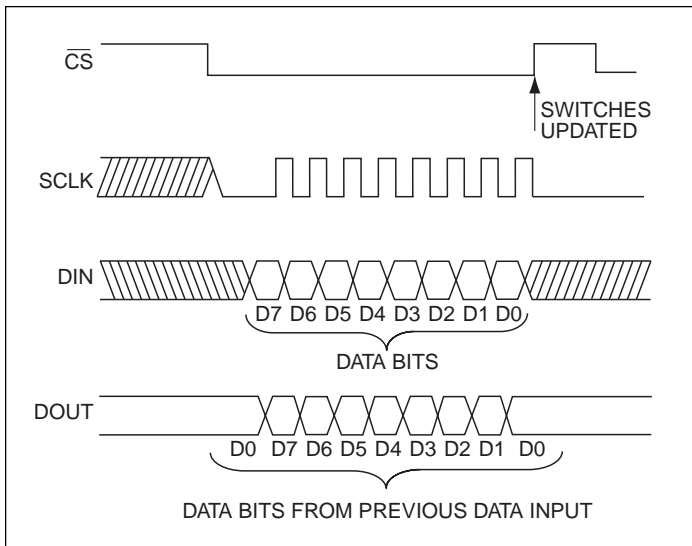 CS
SWITCHES
UPDATED
SCLK
DIN
D7 D6 D5 D4 D3 D2 D1 D0
DATA BITS
DOUT
D0 D7 D6 D5 D4 D3 D2 D1 D0
DATA BITS FROM PREVIOUS DATA INPUT